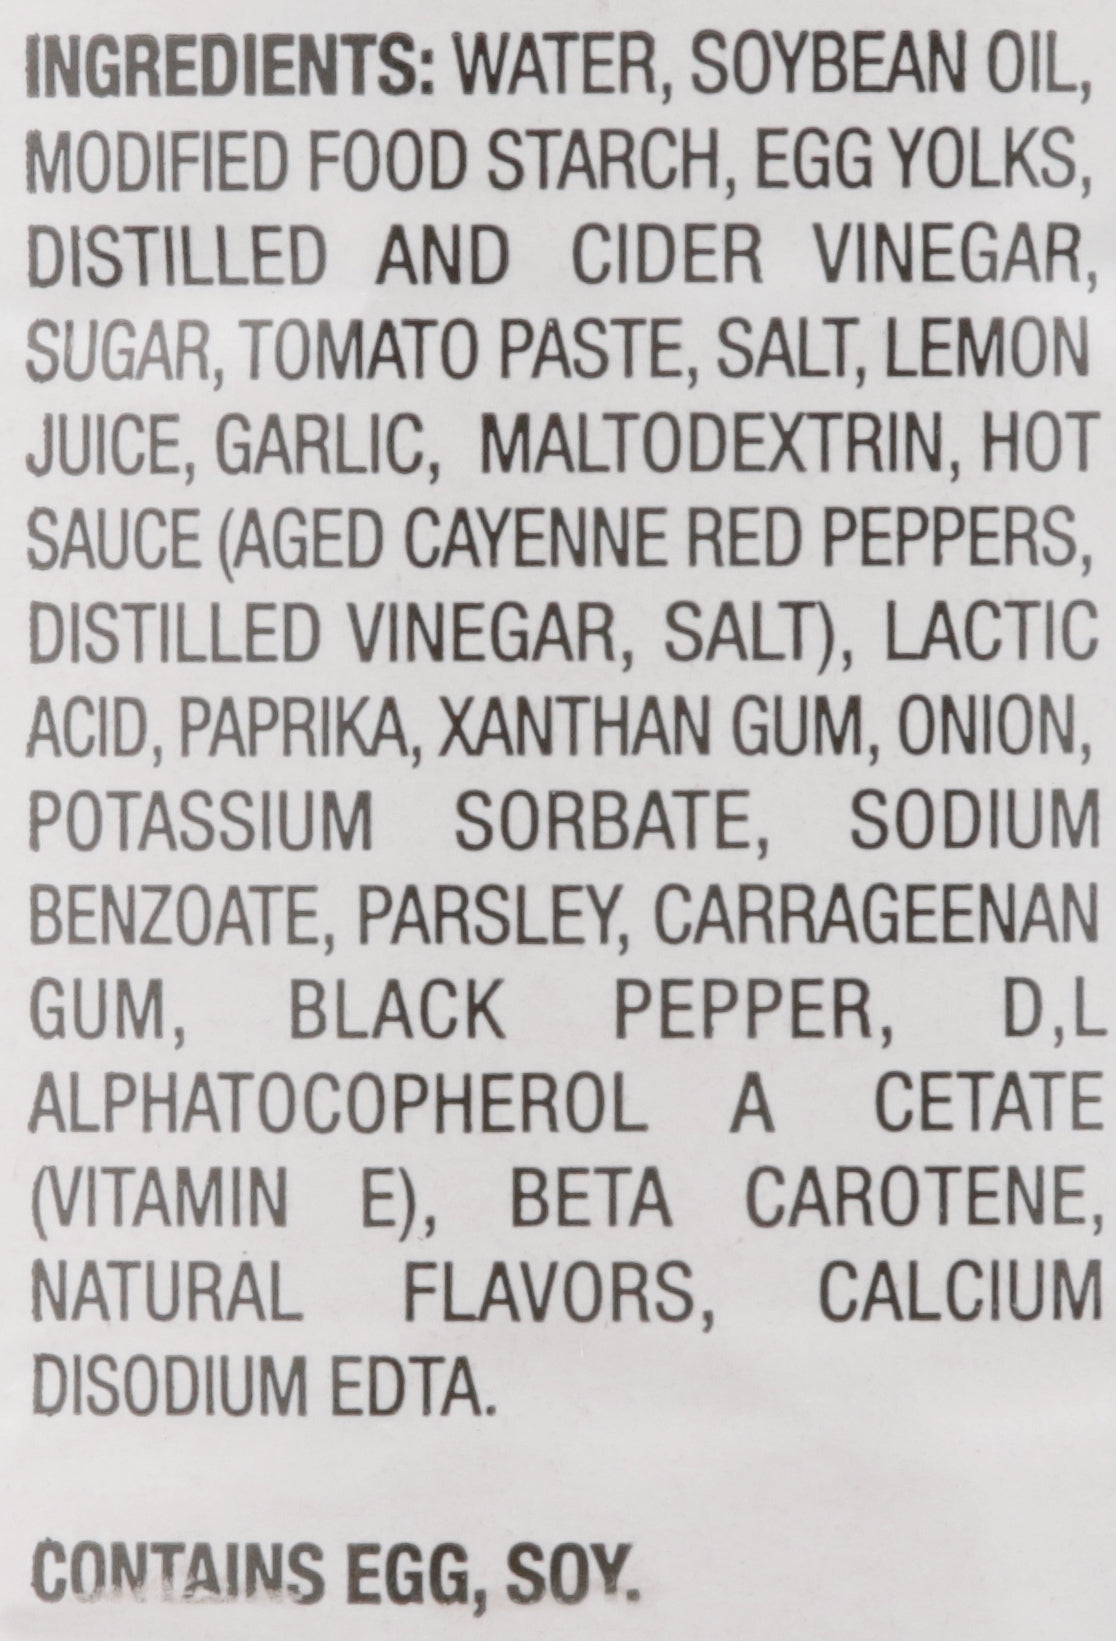 INGREDIENTS: WATER, SOYBEAN OIL,
MODIFIED FOOD STARCH, EGG YOLKS,
DISTILLED AND CIDER VINEGAR,
SUGAR, TOMATO PASTE, SALT, LEMON
JUICE, GARLIC, MALTODEXTRIN, HOT
SAUCE (AGED CAYENNE RED PEPPERS,
DISTILLED VINEGAR, SALT), LACTIC
ACID, PAPRIKA, XANTHAN GUM, ONION,
POTASSIUM SORBATE, SODIUM
BENZOATE, PARSLEY, CARRAGEENAN
GUM, BLACK PEPPER, D,L
ALPHATOCOPHEROL A CETATE
(VITAMIN E), BETA CAROTENE,
NATURAL FLAVORS, CALCIUM
DISODIUM EDTA.
CONTAINS EGG, SOY.